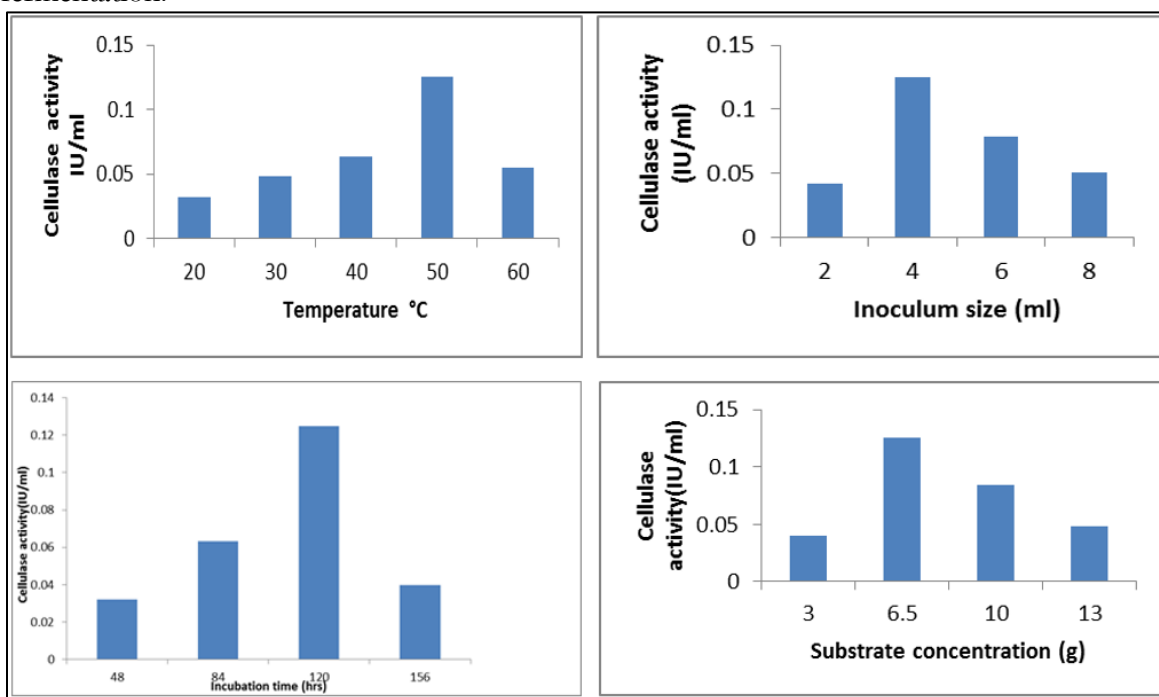 fermentation.
0.15
0.1
0.05
0
Cellulase activity
IU/ml
20 30 40 50 60
Temperature °C
0.15
0.1
0.05
0
Cellulase activity
(IU/ml)
2 4 6 8
Inoculum size (ml)
0.14
0.12
0.1
0.08
0.06
0.04
0.02
0
Cellulase activity(IU/ml)
48 84 120 156
Incubation time (hrs)
0.15
0.1
0.05
0
Cellulase
activity(IU/ml)
3 6.5 10 13
Substrate concentration (g)